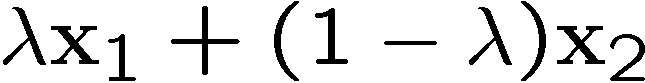 λx₁ + (1 − λ)x₂